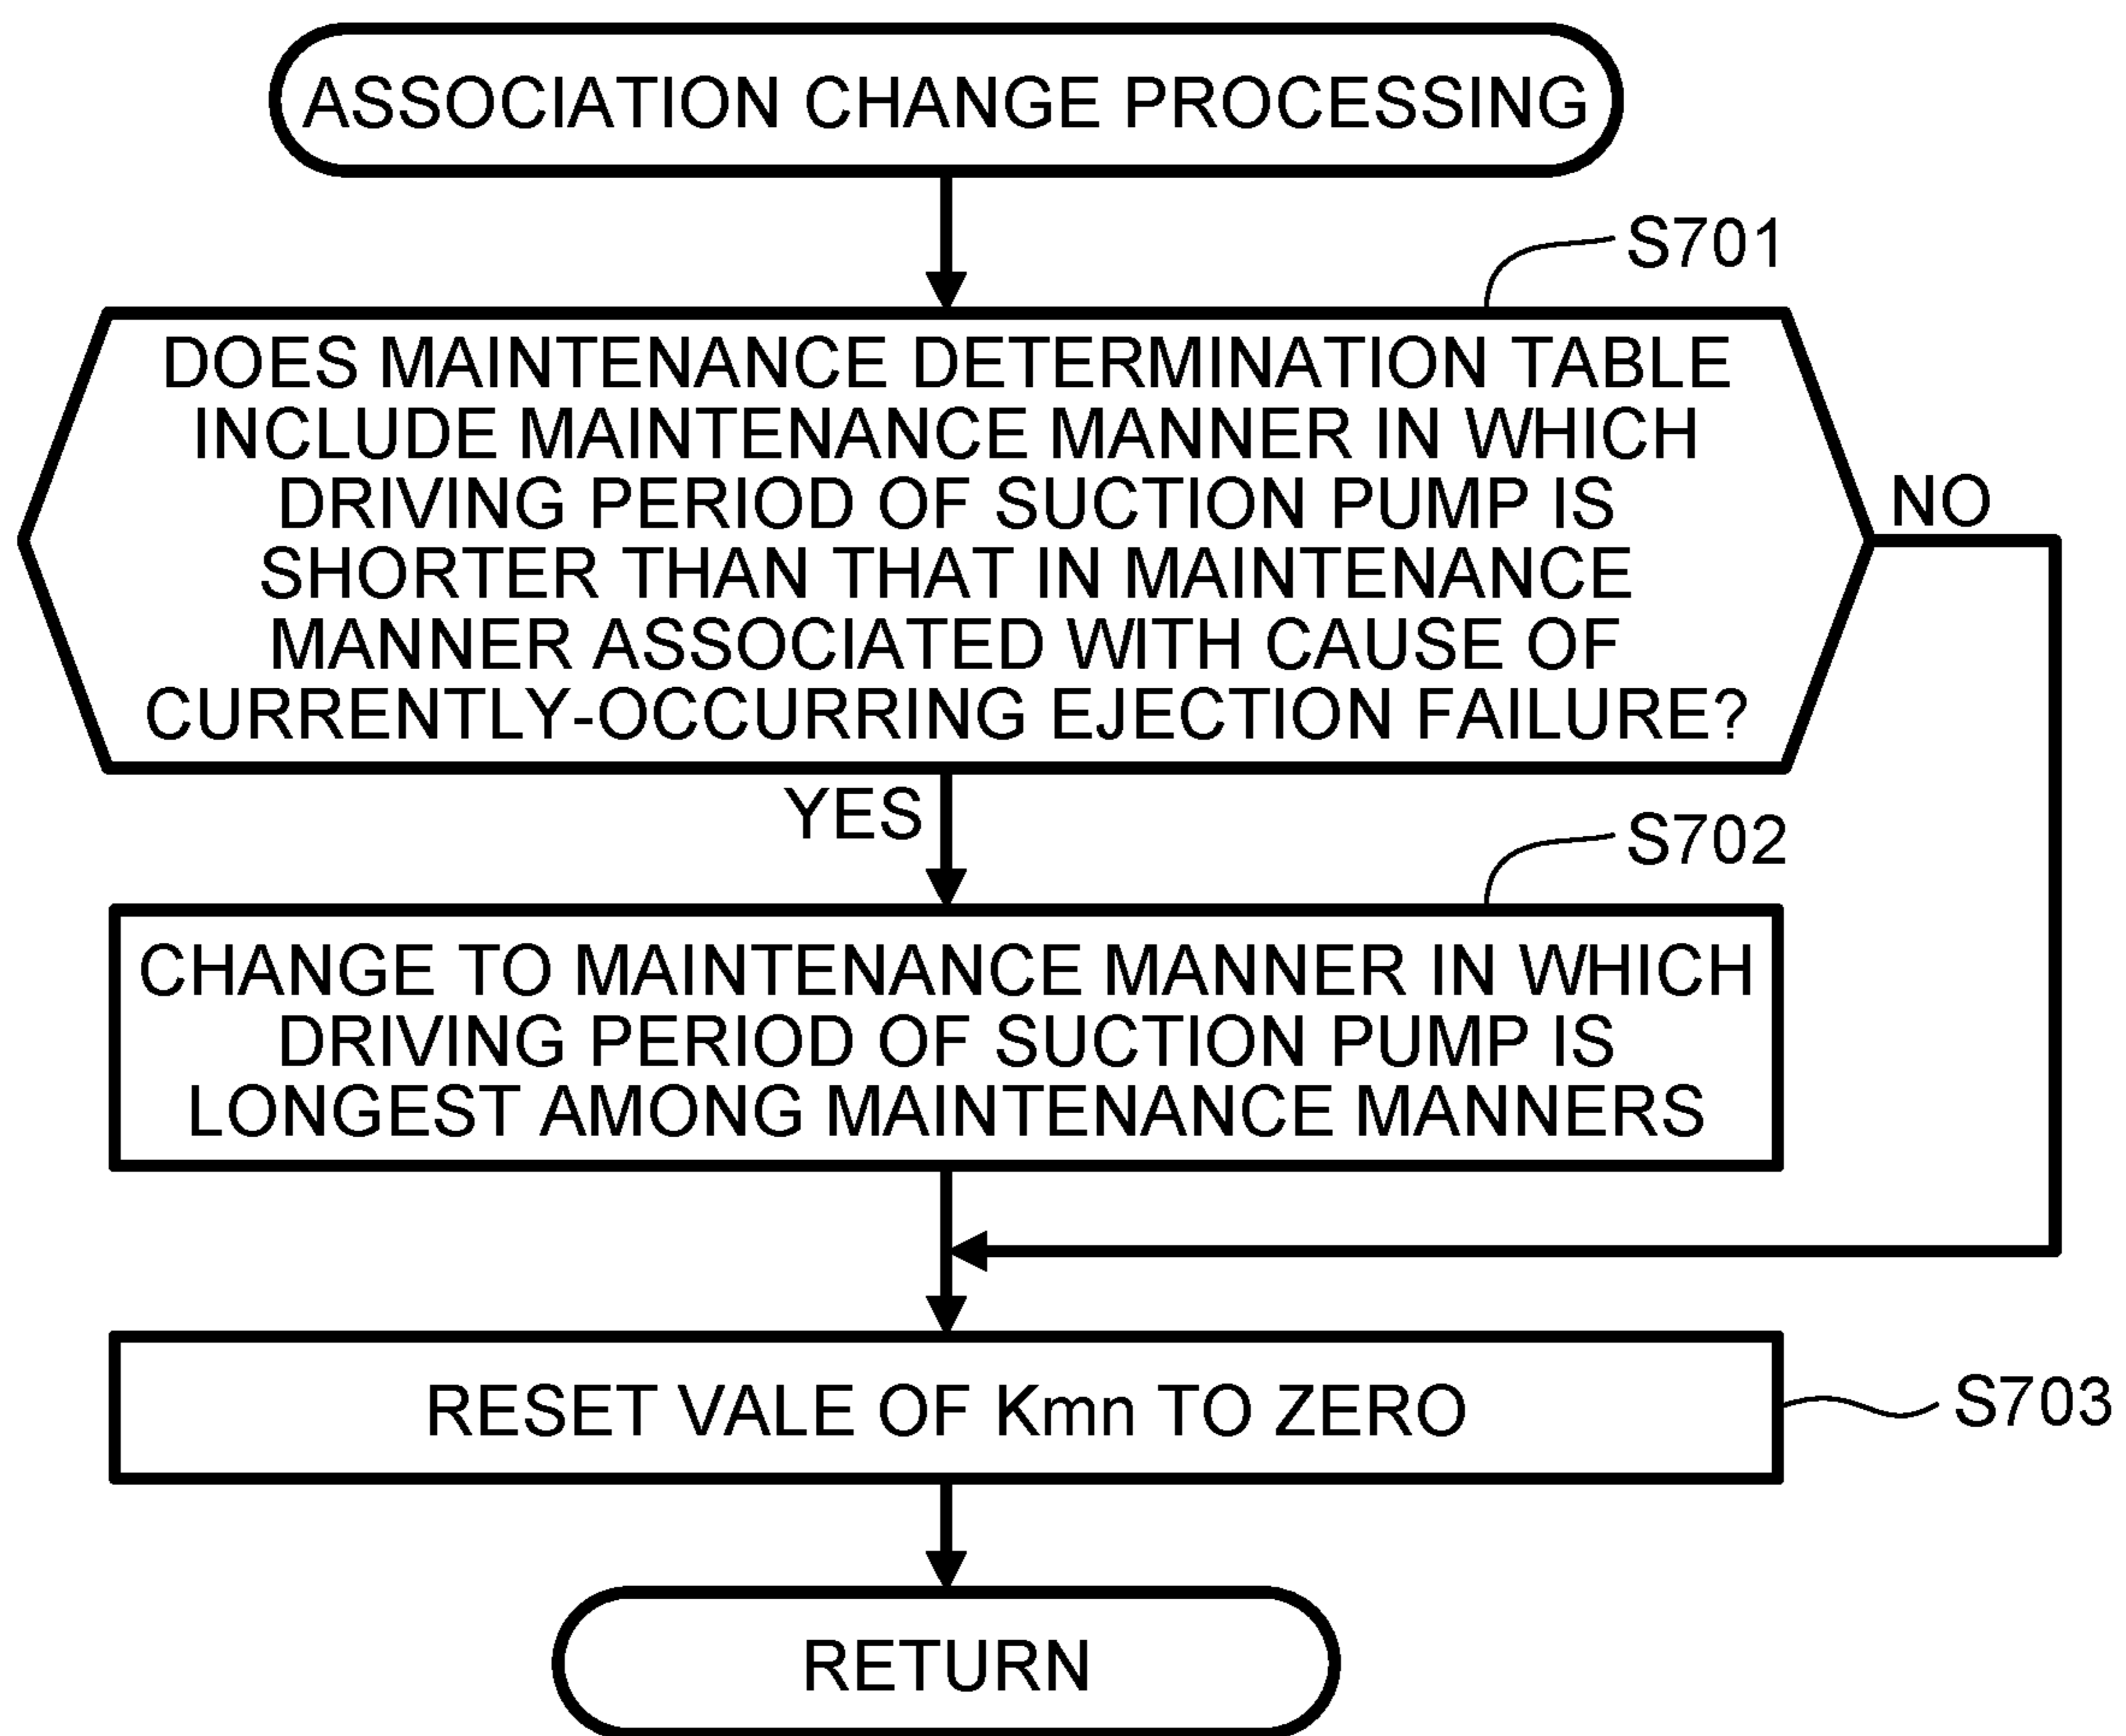 ASSOCIATION CHANGE PROCESSING
S701
DOES MAINTENANCE DETERMINATION TABLE
INCLUDE MAINTENANCE MANNER IN WHICH
DRIVING PERIOD OF SUCTION PUMP IS
SHORTER THAN THAT IN MAINTENANCE
MANNER ASSOCIATED WITH CAUSE OF
CURRENTLY-OCCURRING EJECTION FAILURE?
NO
YES
S702
CHANGE TO MAINTENANCE MANNER IN WHICH
DRIVING PERIOD OF SUCTION PUMP IS
LONGEST AMONG MAINTENANCE MANNERS
RESET VALE OF Kmn TO ZERO
S703
RETURN